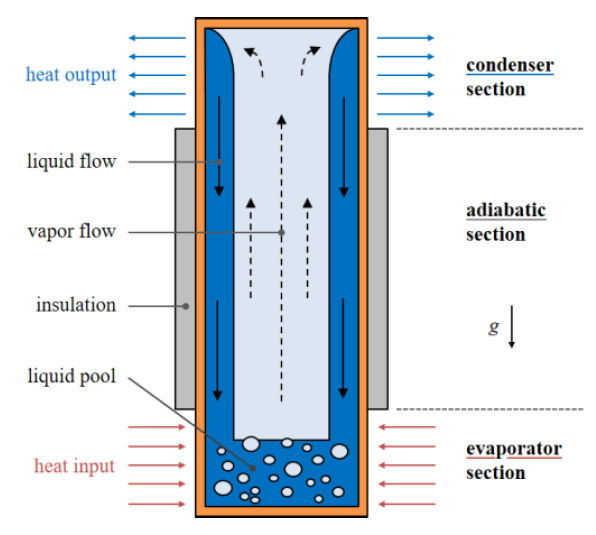 heat output
condenser
section
liquid flow
vapor flow
adiabatic
section
insulation
g
liquid pool
heat input
evaporator
section